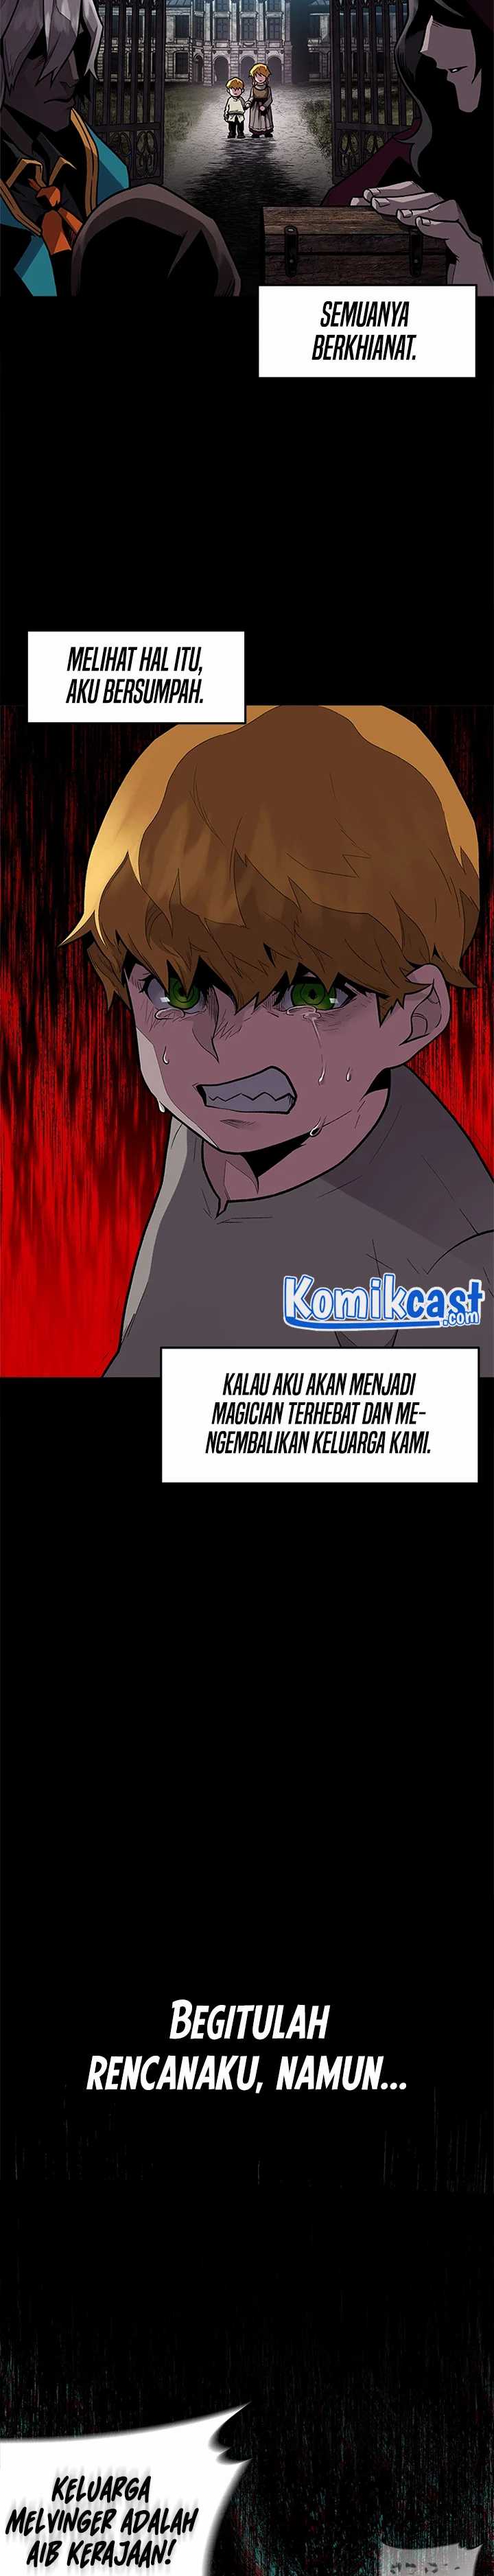 SEMUANYA
BERKHIANAT.
MELIHAT HAL ITU,
AKU BERSUMPAH.
Komikcast
.com
KALAU AKU AKAN MENJADI
MAGICIAN TERHEBAT DAN ME-
NGEMBALIKAN KELUARGA KAMI.
BEGITULAH
RENCANAKU, NAMUN...
KELUARGA
MELVINGER ADALAH
AIB KERAJAAN!